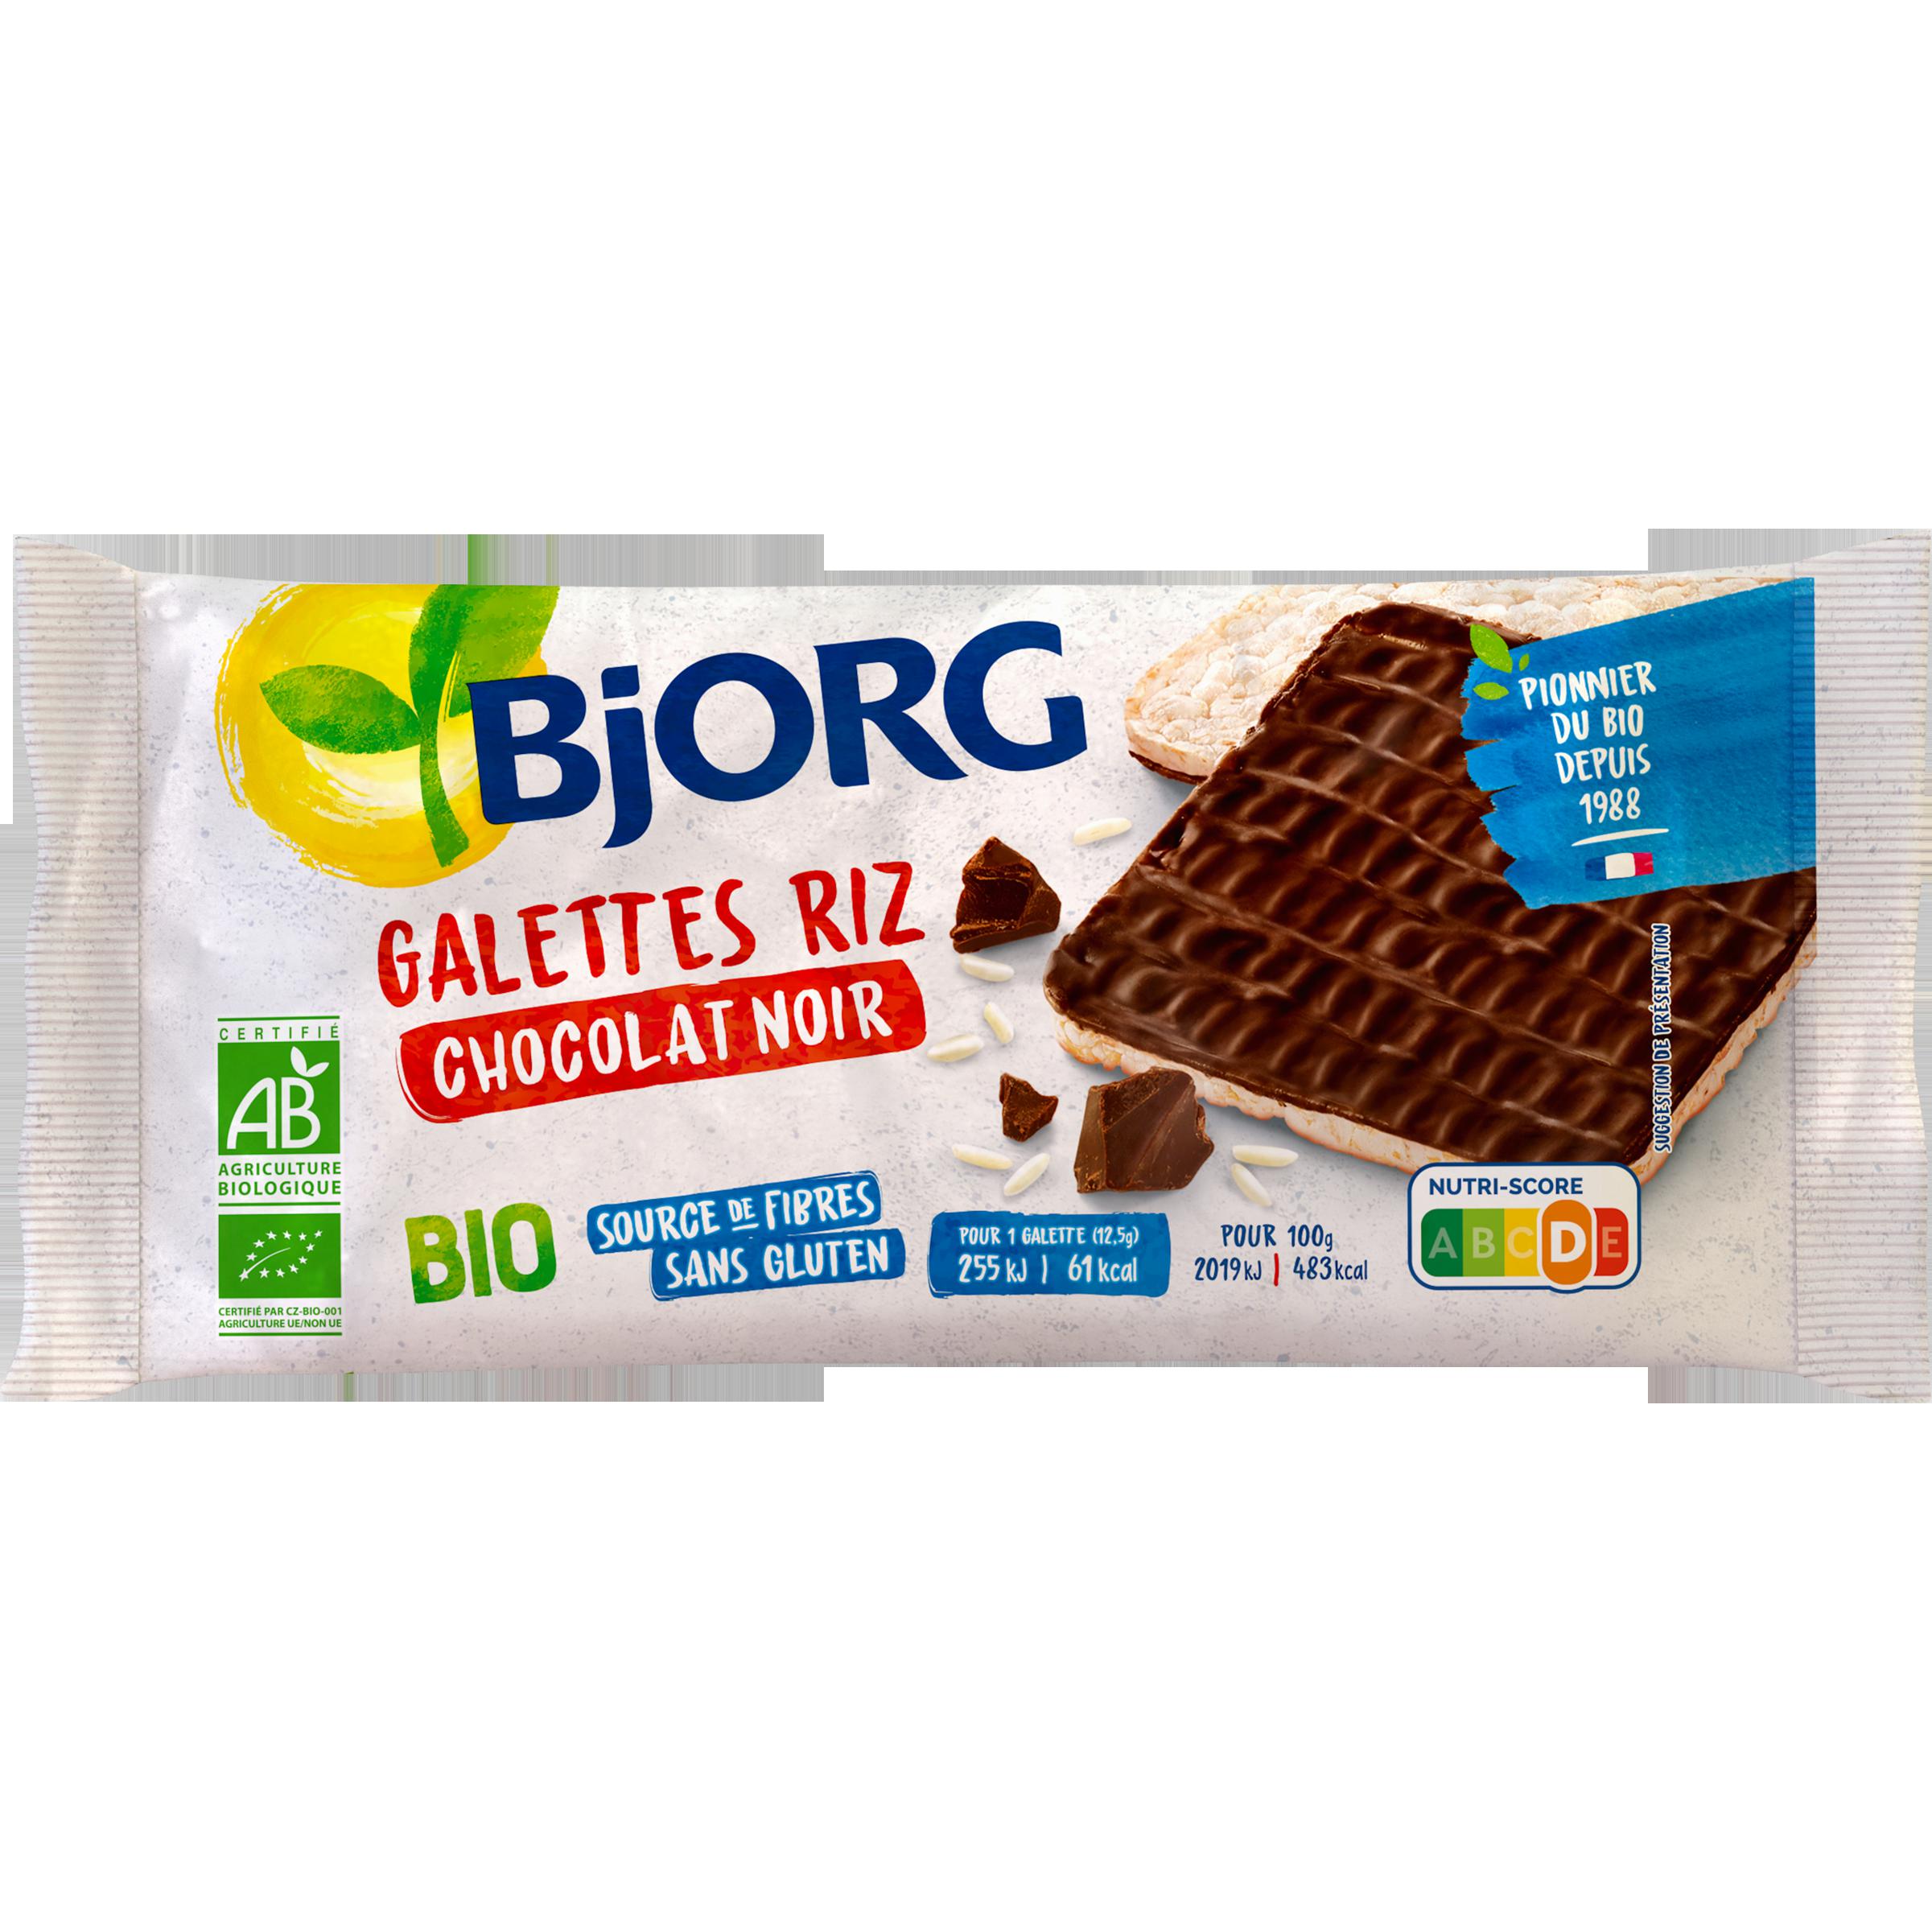 BjORG
GALETTES RIZ
CHOCOLAT NOIR
PIONNIER
DU BIO
DEPUIS
1988
SUGGESTION DE PRÉSENTATION
CERTIFIÉ
AB
AGRICULTURE
BIOLOGIQUE
CERTIFIÉ PAR CZ-BIO-001
AGRICULTURE UE/NON UE
BIO
SOURCE DE FIBRES
SANS GLUTEN
POUR 1 GALETTE (12,5g)
255 kJ | 61 kcal
POUR 100g
2019 kJ | 483 kcal
NUTRI-SCORE
A B C D E